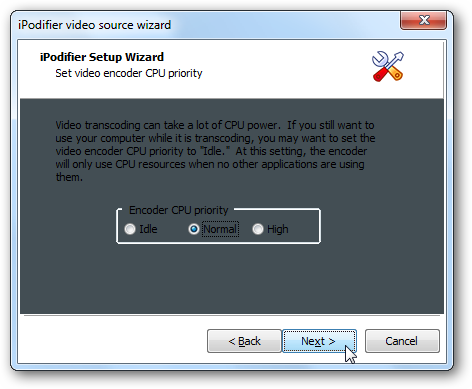 iPodifier video source wizard
iPodifier Setup Wizard
Set video encoder CPU priority
Video transcoding can take a lot of CPU power.  If you still want to
use your computer while it is transcoding, you may want to set the
video encoder CPU priority to "Idle."  At this setting, the encoder
will only use CPU resources when no other applications are using
them.
Encoder CPU priority
Idle Normal High
< Back Next > Cancel